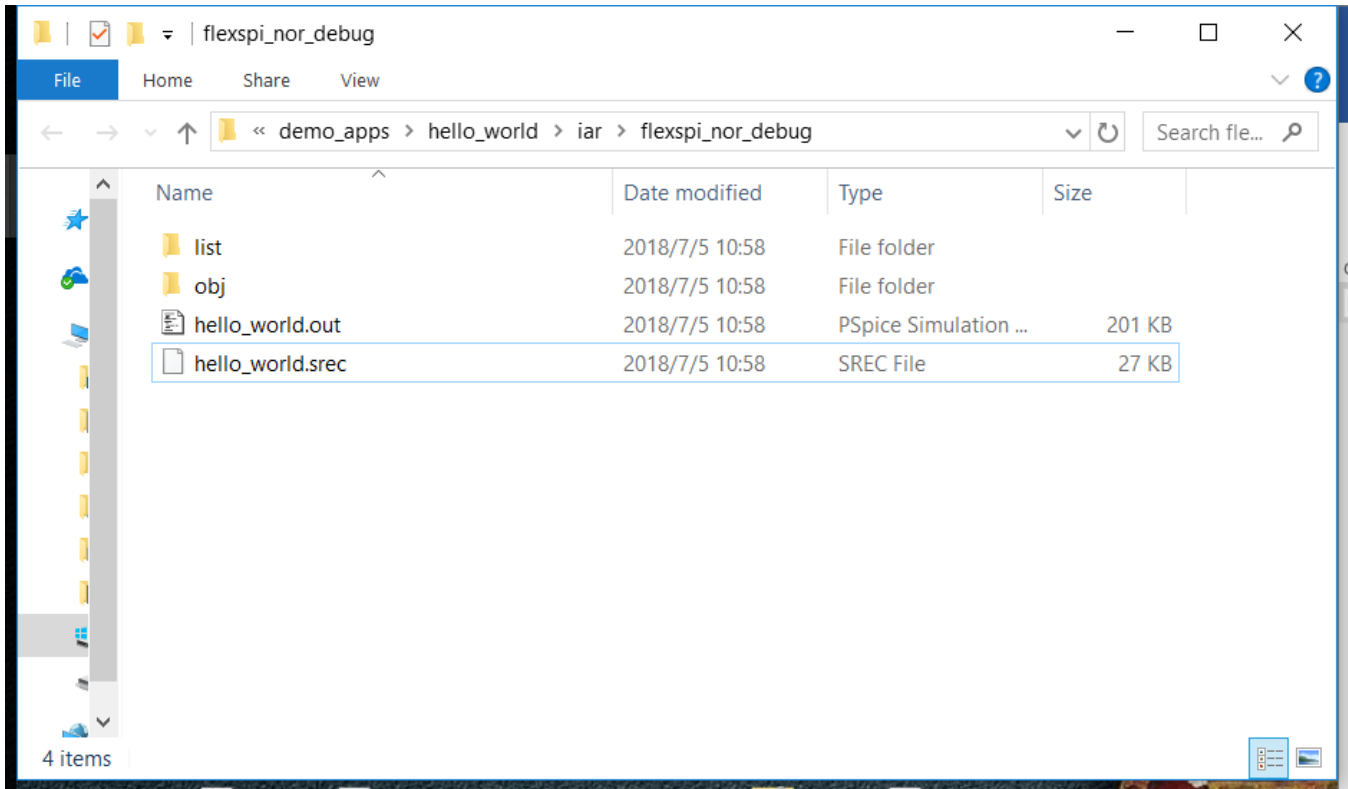 flexspi_nor_debug
File Home Share View
« demo_apps > hello_world > iar > flexspi_nor_debug Search fle...
Name Date modified Type Size
list 2018/7/5 10:58 File folder
obj 2018/7/5 10:58 File folder
hello_world.out 2018/7/5 10:58 PSpice Simulation ... 201 KB
hello_world.srec 2018/7/5 10:58 SREC File 27 KB
4 items